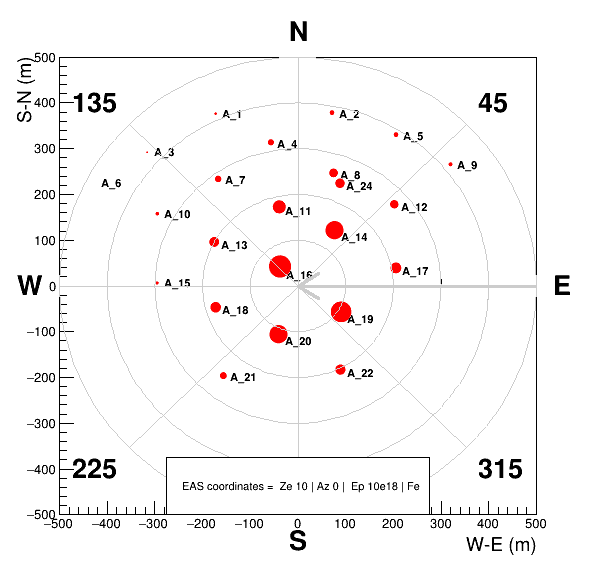 N
S-N (m)
500
400
300
200
100
0
−100
−200
−300
−400
−500
135
45
A_1
A_2
A_5
A_4
A_3
A_9
A_8
A_7
A_6
A_24
A_12
A_11
A_10
A_14
A_13
A_16
A_17
A_15
W
E
A_18
A_19
A_20
A_22
A_21
225
315
EAS coordinates = Ze 10 | Az 0 | Ep 10e18 | Fe
−500 −400 −300 −200 −100 0 100 200 300 400 500
S
W-E (m)